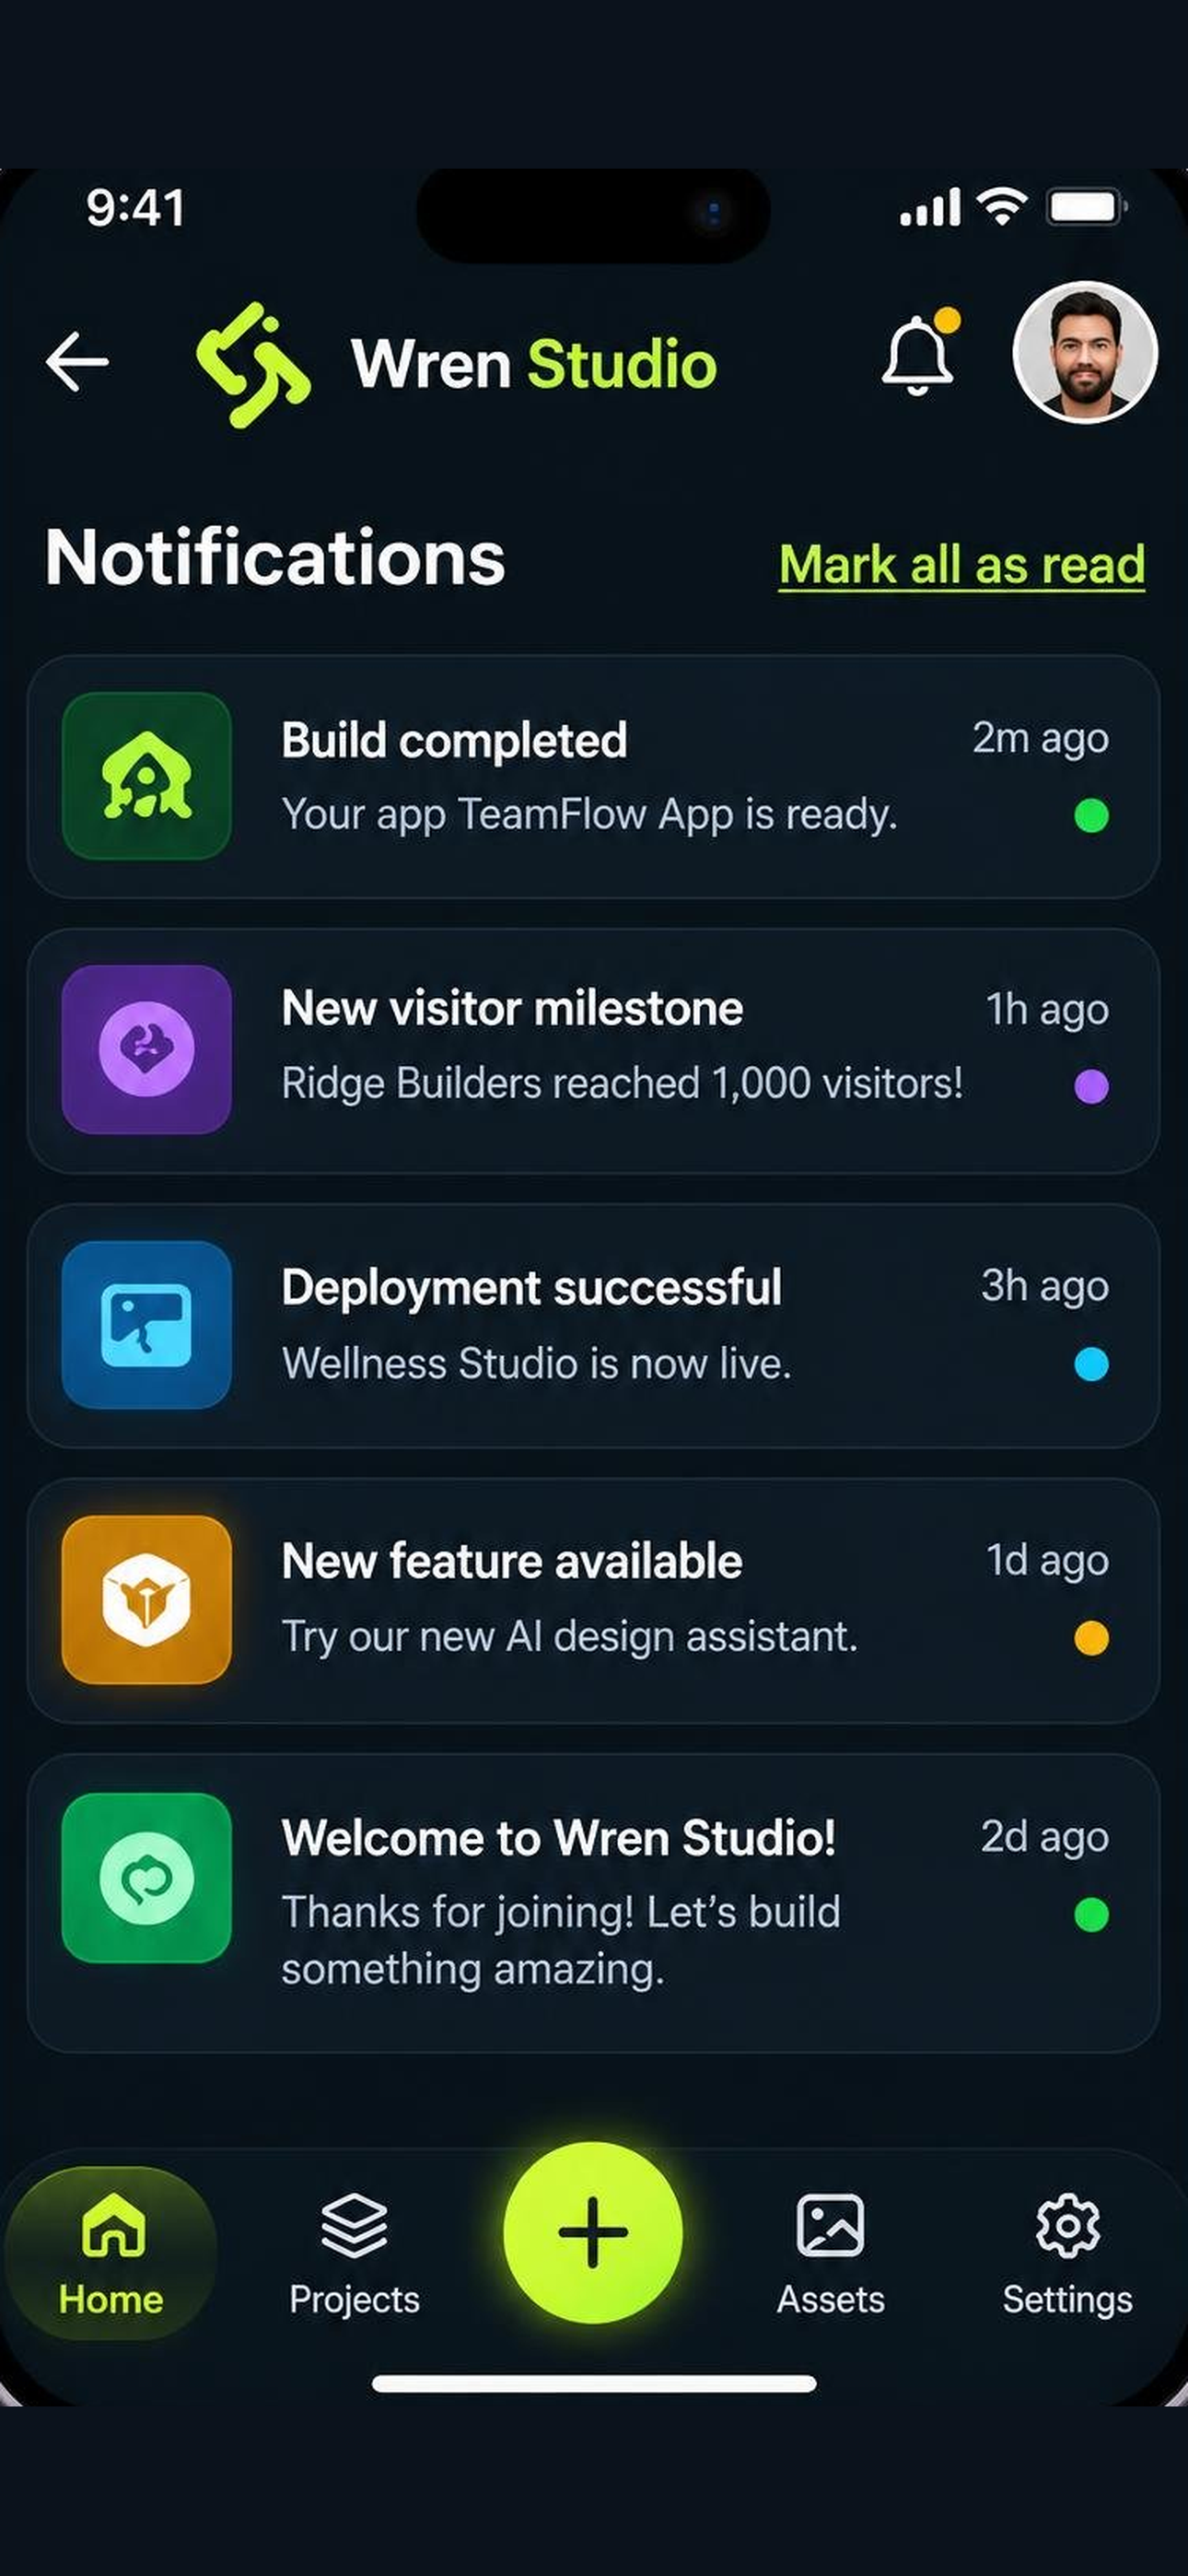 9:41
Wren Studio
Notifications
Mark all as read
Build completed
2m ago
Your app TeamFlow App is ready.
New visitor milestone
1h ago
Ridge Builders reached 1,000 visitors!
Deployment successful
3h ago
Wellness Studio is now live.
New feature available
1d ago
Try our new AI design assistant.
Welcome to Wren Studio!
2d ago
Thanks for joining! Let’s build
something amazing.
Home
Projects
Assets
Settings